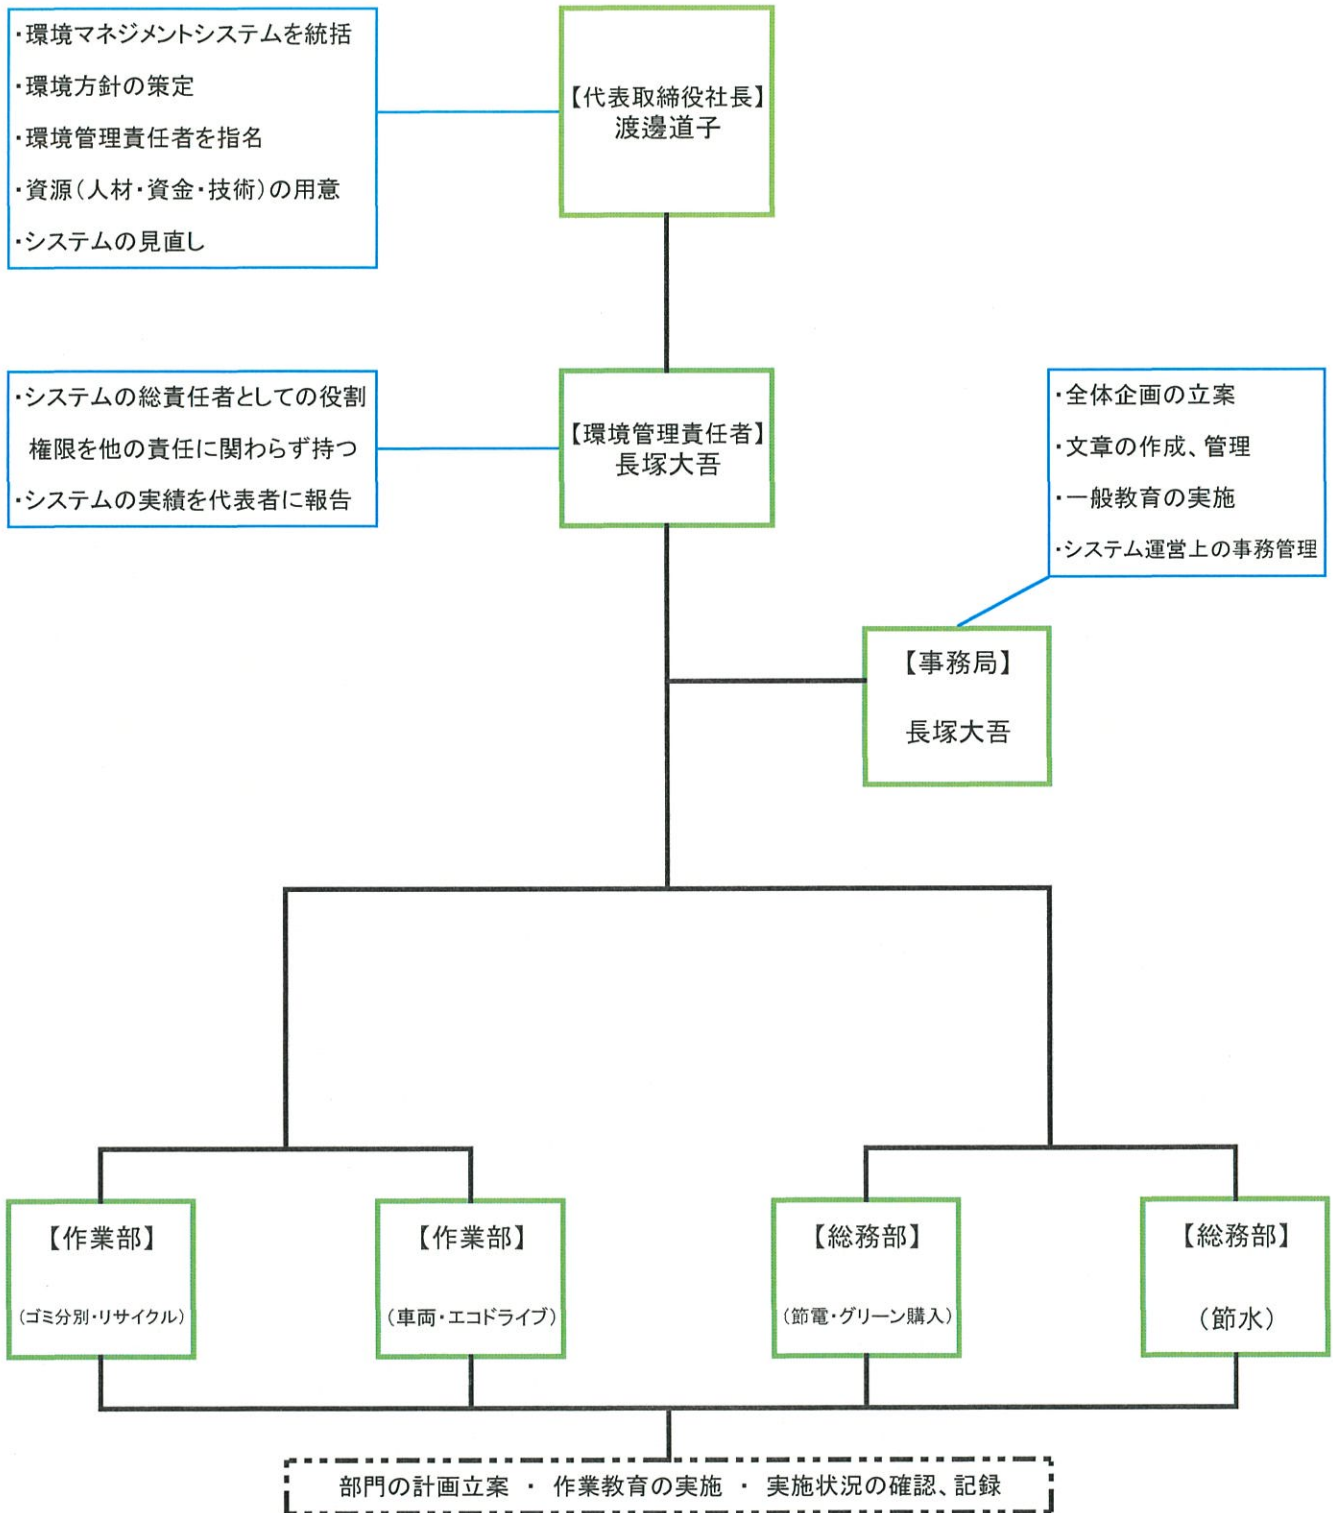 ・環境マネジメントシステムを統括
・環境方針の策定
・環境管理責任者を指名
・資源(人材・資金・技術)の用意
・システムの見直し
【代表取締役社長】
渡邊道子
・システムの総責任者としての役割
権限を他の責任に関わらず持つ
・システムの実績を代表者に報告
【環境管理責任者】
長塚大吾
・全体企画の立案
・文章の作成、管理
・一般教育の実施
・システム運営上の事務管理
【事務局】
長塚大吾
【作業部】
(ゴミ分別・リサイクル)
【作業部】
(車両・エコドライブ)
【総務部】
(節電・グリーン購入)
【総務部】
(節水)
部門の計画立案 ・ 作業教育の実施 ・ 実施状況の確認、記録